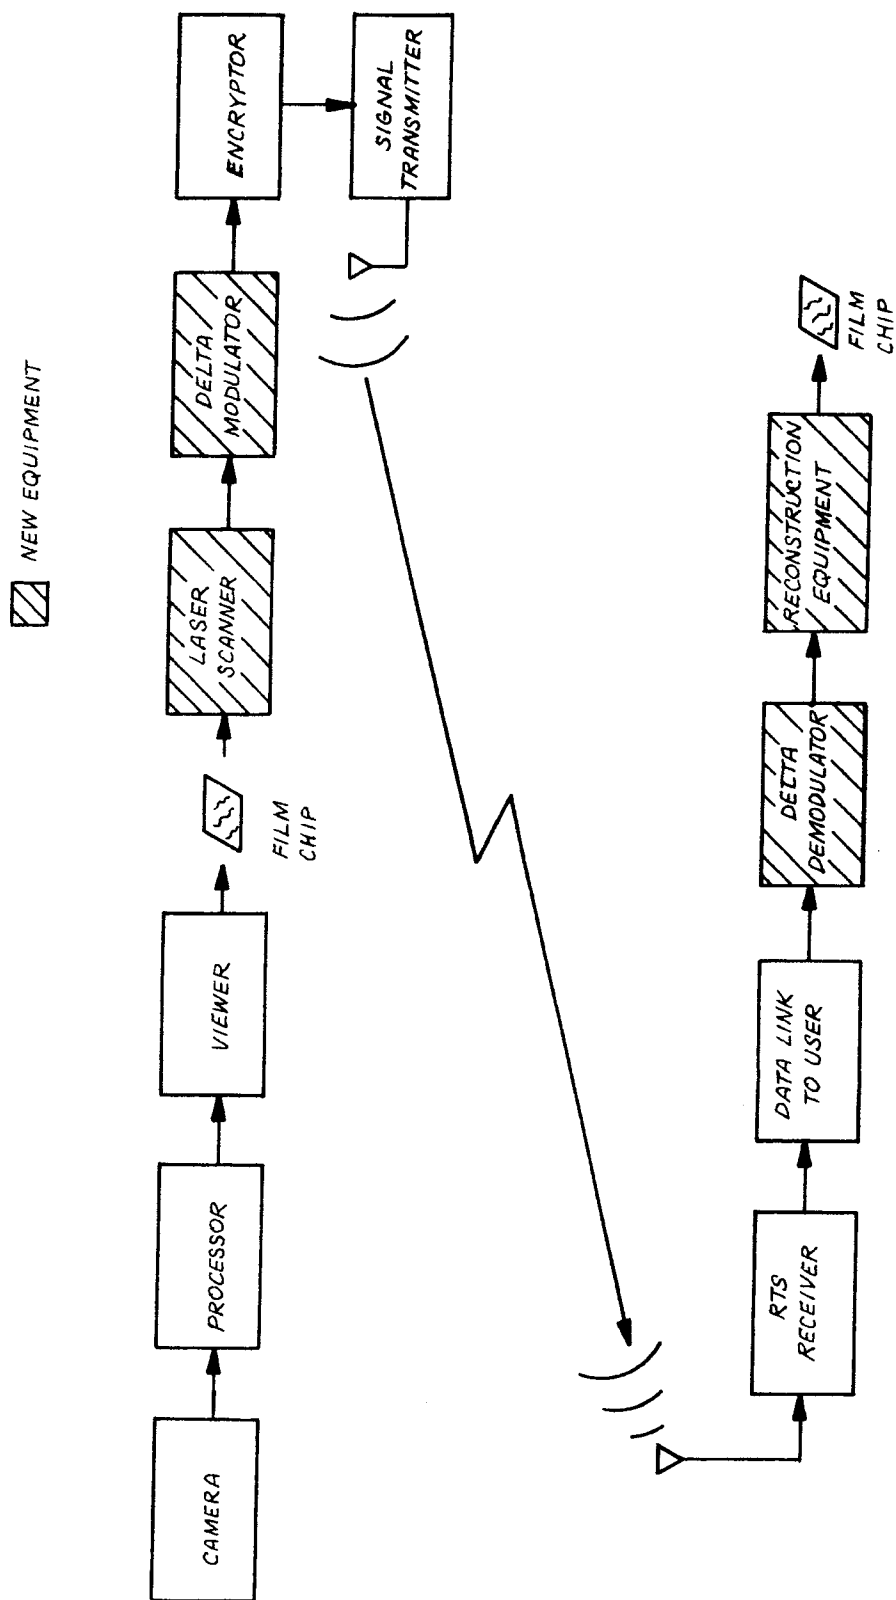 NEW EQUIPMENT
CAMERA
PROCESSOR
VIEWER
FILM
CHIP
LASER
SCANNER
DELTA
MODULATOR
ENCRYPTOR
SIGNAL
TRANSMITTER
RTS
RECEIVER
DATA LINK
TO USER
DELTA
DEMODULATOR
RECONSTRUCTION
EQUIPMENT
FILM
CHIP